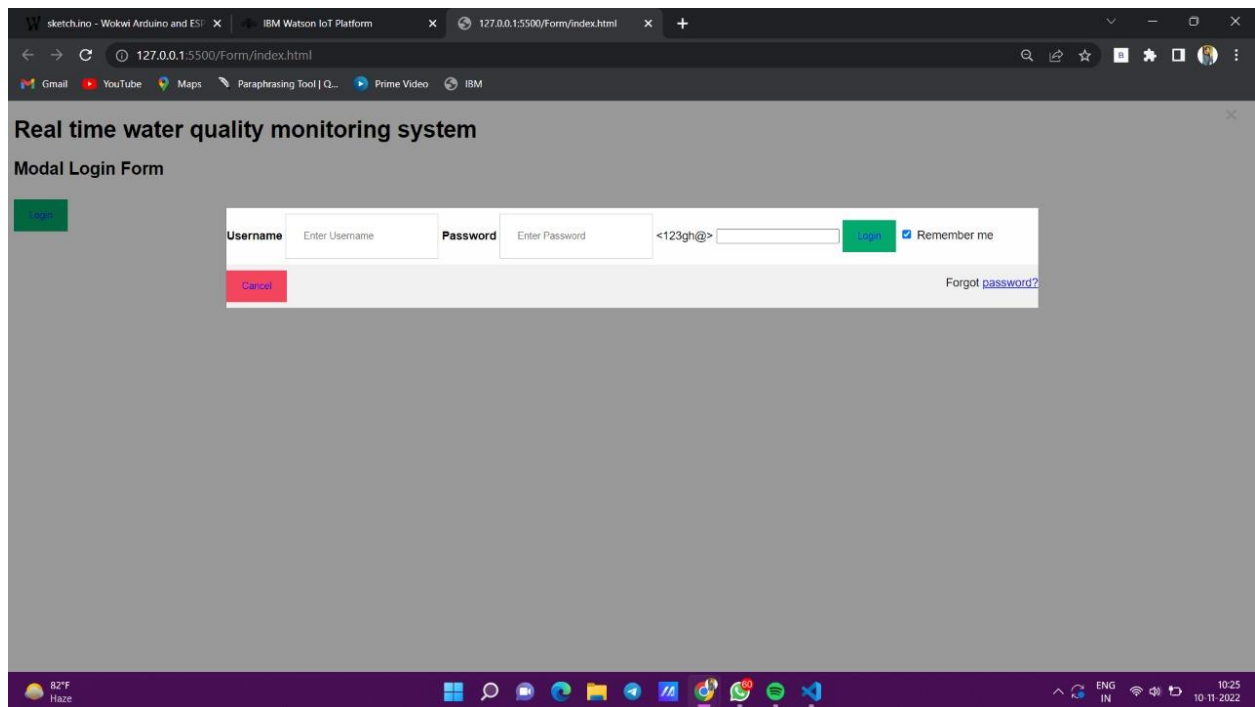 sketch.ino - Wokwi Arduino and ESP IBM Watson IoT Platform 127.0.0.1:5500/Form/index.html
127.0.0.1:5500/Form/index.html
Gmail YouTube Maps Paraphrasing Tool | Q... Prime Video IBM
Real time water quality monitoring system
Modal Login Form
Login
Username Enter Username Password Enter Password <123gh@> Login Remember me
Cancel Forgot password?
82°F 60 ENG 10:25
Haze IN 10-11-2022